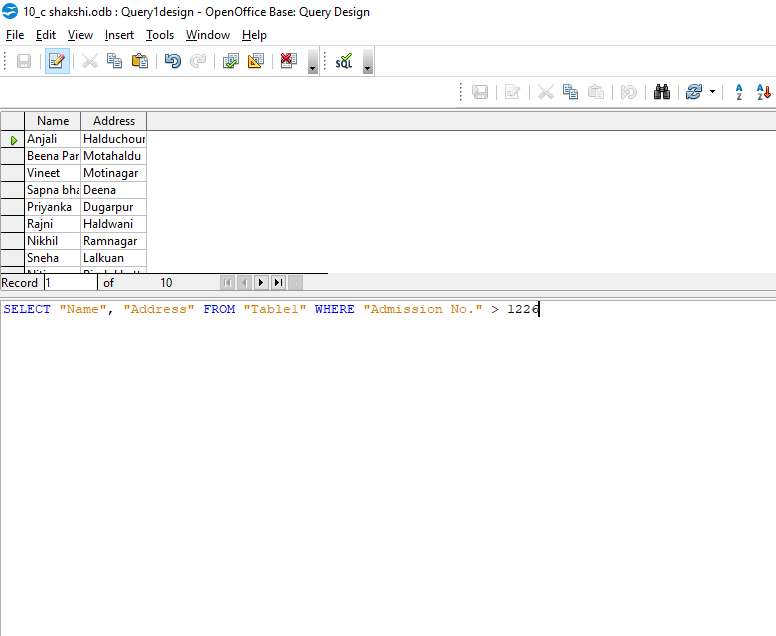 10_c shakshi.odb : Query1design - OpenOffice Base: Query Design
File Edit View Insert Tools Window Help
SQL
A Z A Z
Name Address
Anjali Halduchour
Beena Par Motahaldu
Vineet Motinagar
Sapna bha Deena
Priyanka Dugarpur
Rajni Haldwani
Nikhil Ramnagar
Sneha Lalkuan
Record 1 of 10
SELECT "Name", "Address" FROM "Table1" WHERE "Admission No." > 1226